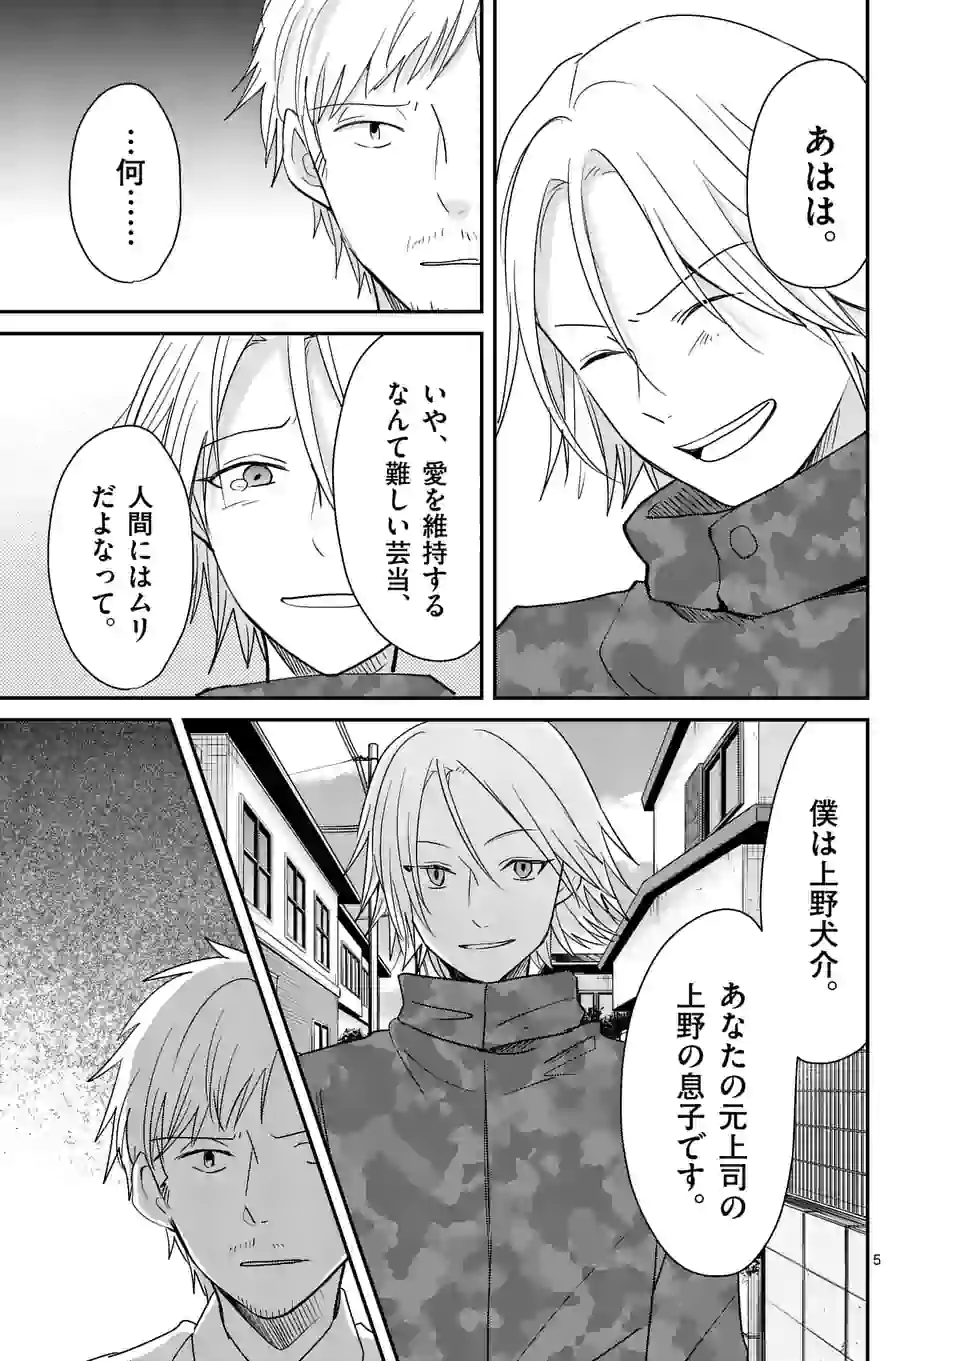 あはは。
…何……
いや、愛を維持する
なんて難しい芸当、
人間にはムリ
だよなって。
僕は上野犬介。
あなたの元上司の
上野の息子です。
5